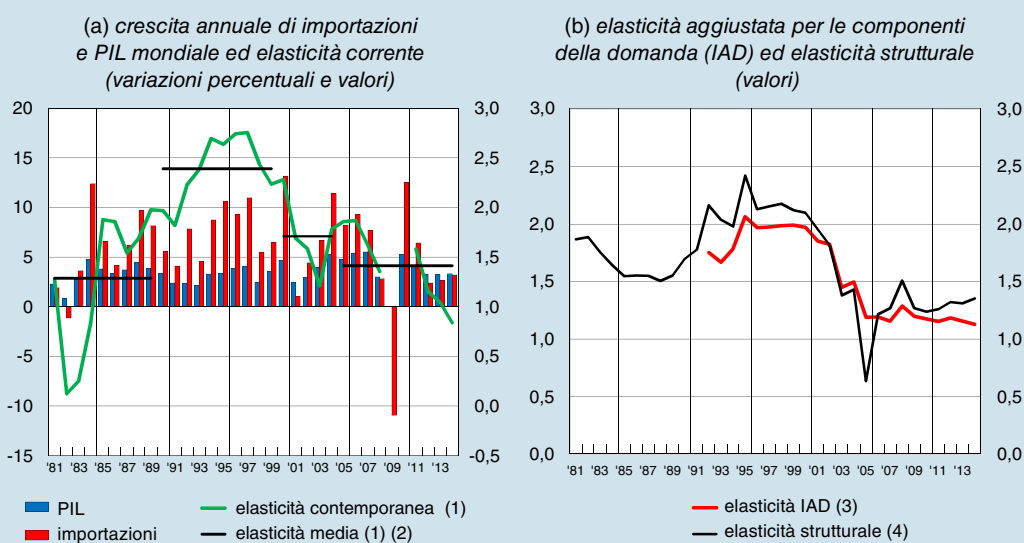 (a) crescita annuale di importazioni
e PIL mondiale ed elasticità corrente
(variazioni percentuali e valori)
20
15
10
5
0
-5
-10
-15
3,0
2,5
2,0
1,5
1,0
0,5
0,0
-0,5
'81 '83 '85 '87 '89 '91 '93 '95 '97 '99 '01 '03 '05 '07 '09 '11 '13
PIL
importazioni
elasticità contemporanea (1)
elasticità media (1) (2)
(b) elasticità aggiustata per le componenti
della domanda (IAD) ed elasticità strutturale
(valori)
3,0
2,5
2,0
1,5
1,0
0,5
0,0
3,0
2,5
2,0
1,5
1,0
0,5
0,0
'81 '83 '85 '87 '89 '91 '93 '95 '97 '99 '01 '03 '05 '07 '09 '11 '13
elasticità IAD (3)
elasticità strutturale (4)